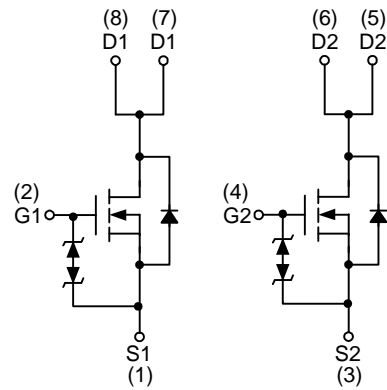 (8) (7) (6) (5)
D1 D1 D2 D2
(2) (4)
G1 G2
S1 S2
(1) (3)